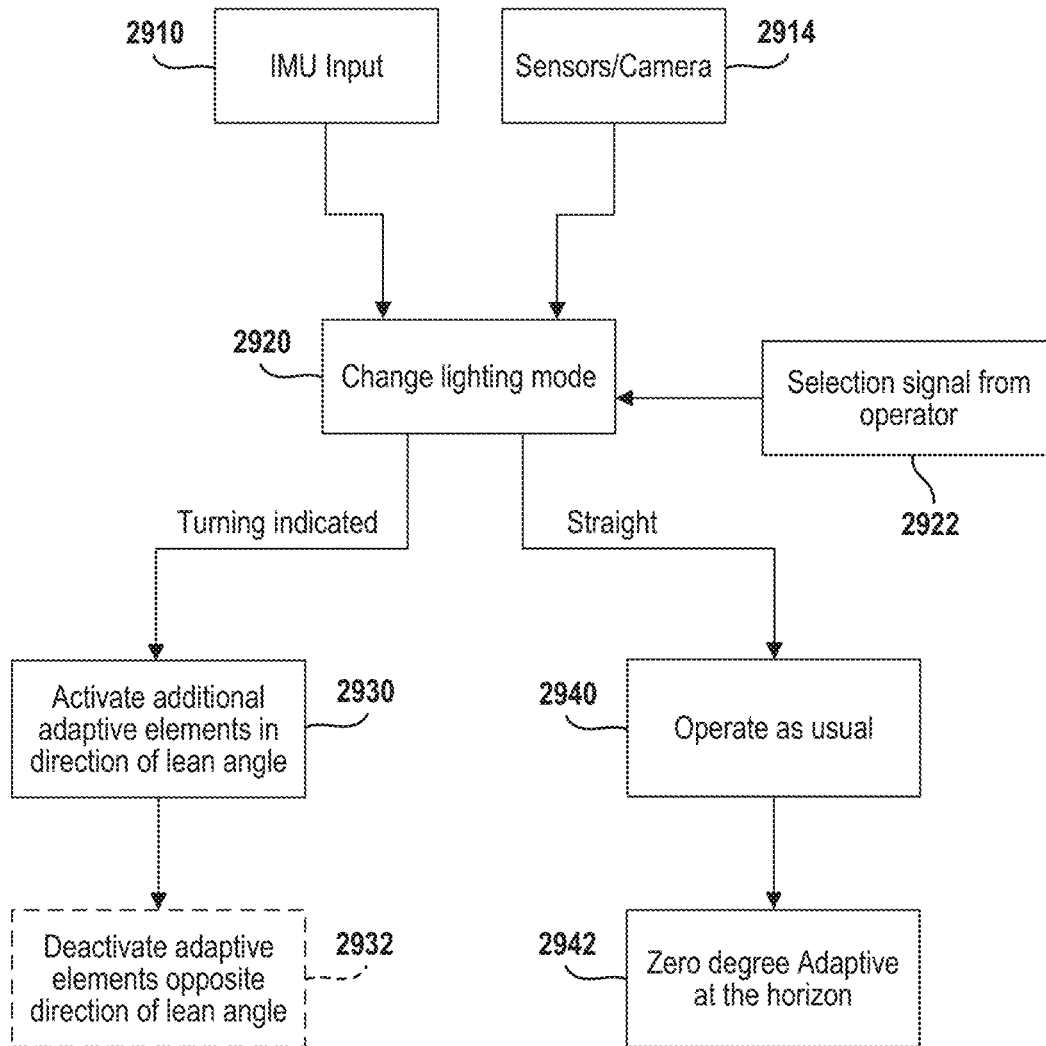 2910
IMU Input
Sensors/Camera
2914
2920
Change lighting mode
Selection signal from
operator
2922
Turning indicated
Straight
Activate additional
adaptive elements in
direction of lean angle
2930
2940
Operate as usual
Deactivate adaptive
elements opposite
direction of lean angle
2932
2942
Zero degree Adaptive
at the horizon